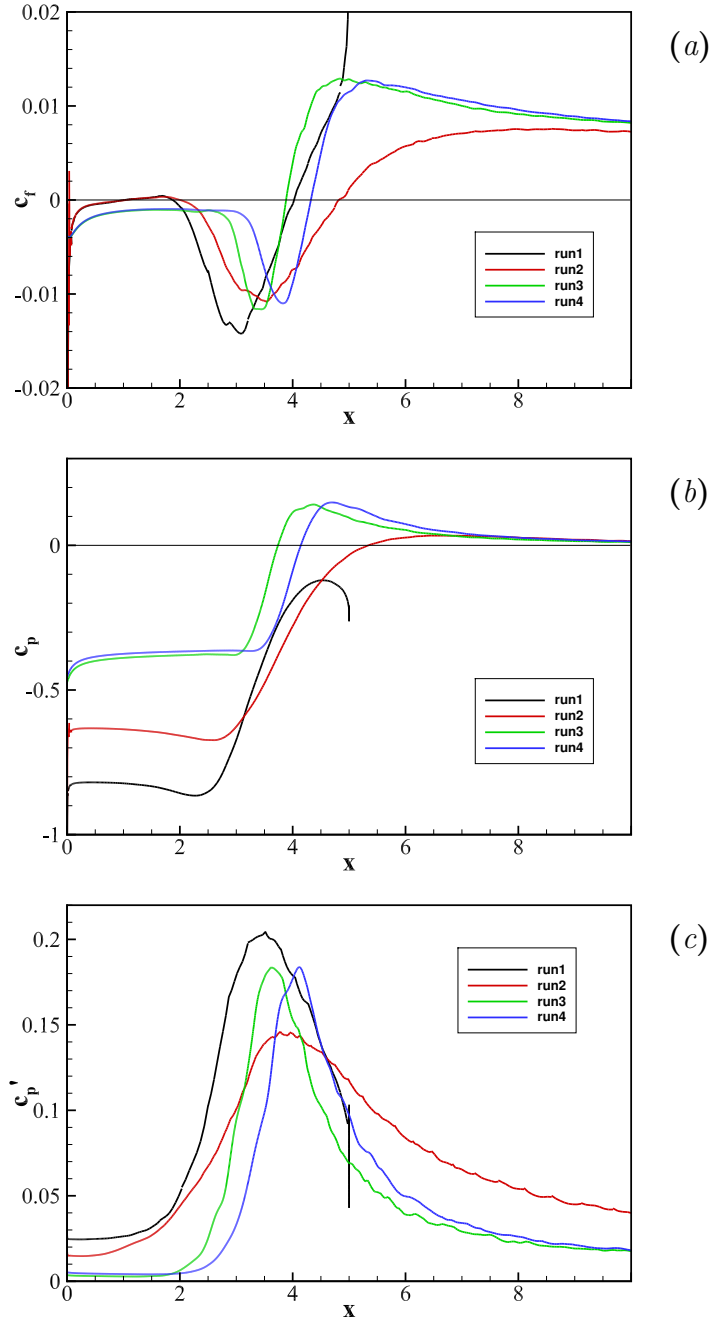 (a)
0.02
0.01
0
-0.01
-0.02
c_f
run1
run2
run3
run4
0 2 4 6 8
x
(b)
0
-0.5
-1
c_p
run1
run2
run3
run4
0 2 4 6 8
x
(c)
0.2
0.15
0.1
0.05
0
c_p'
run1
run2
run3
run4
0 2 4 6 8
x